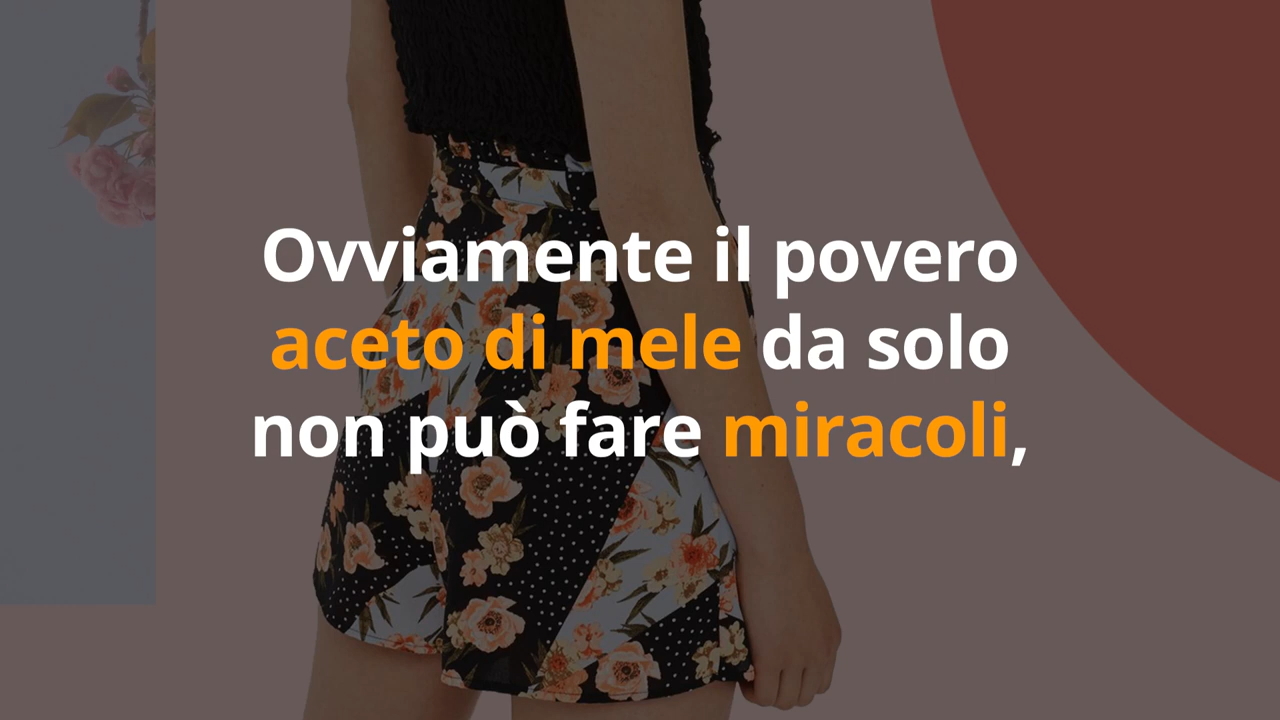 Ovviamente il povero
aceto di mele da solo
non può fare miracoli,